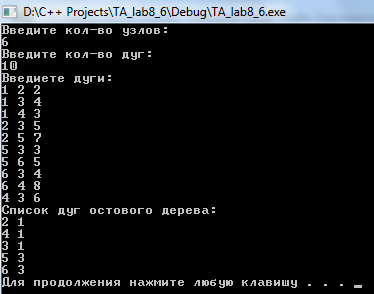 D:\C++ Projects\TA_lab8_6\Debug\TA_lab8_6.exe
Введите кол-во узлов:
6
Введите кол-во дуг:
10
Ввediете дуги:
1 2 2
1 3 4
1 4 3
2 3 5
2 5 7
5 3 3
5 6 5
6 3 4
6 4 8
4 3 6
Список дуг остового дерева:
2 1
4 1
3 1
5 3
6 3
Для продолжения нажмите любую клавишу . . .